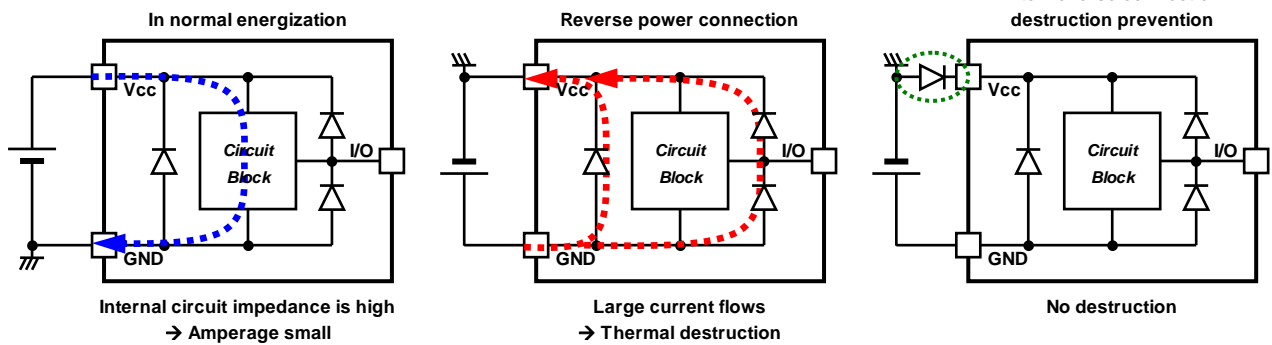 In normal energization
Vcc
Circuit
Block
I/O
GND
Internal circuit impedance is high
→ Amperage small
Reverse power connection
Vcc
Circuit
Block
I/O
GND
Large current flows
→ Thermal destruction
destruction prevention
Vcc
Circuit
Block
I/O
GND
No destruction